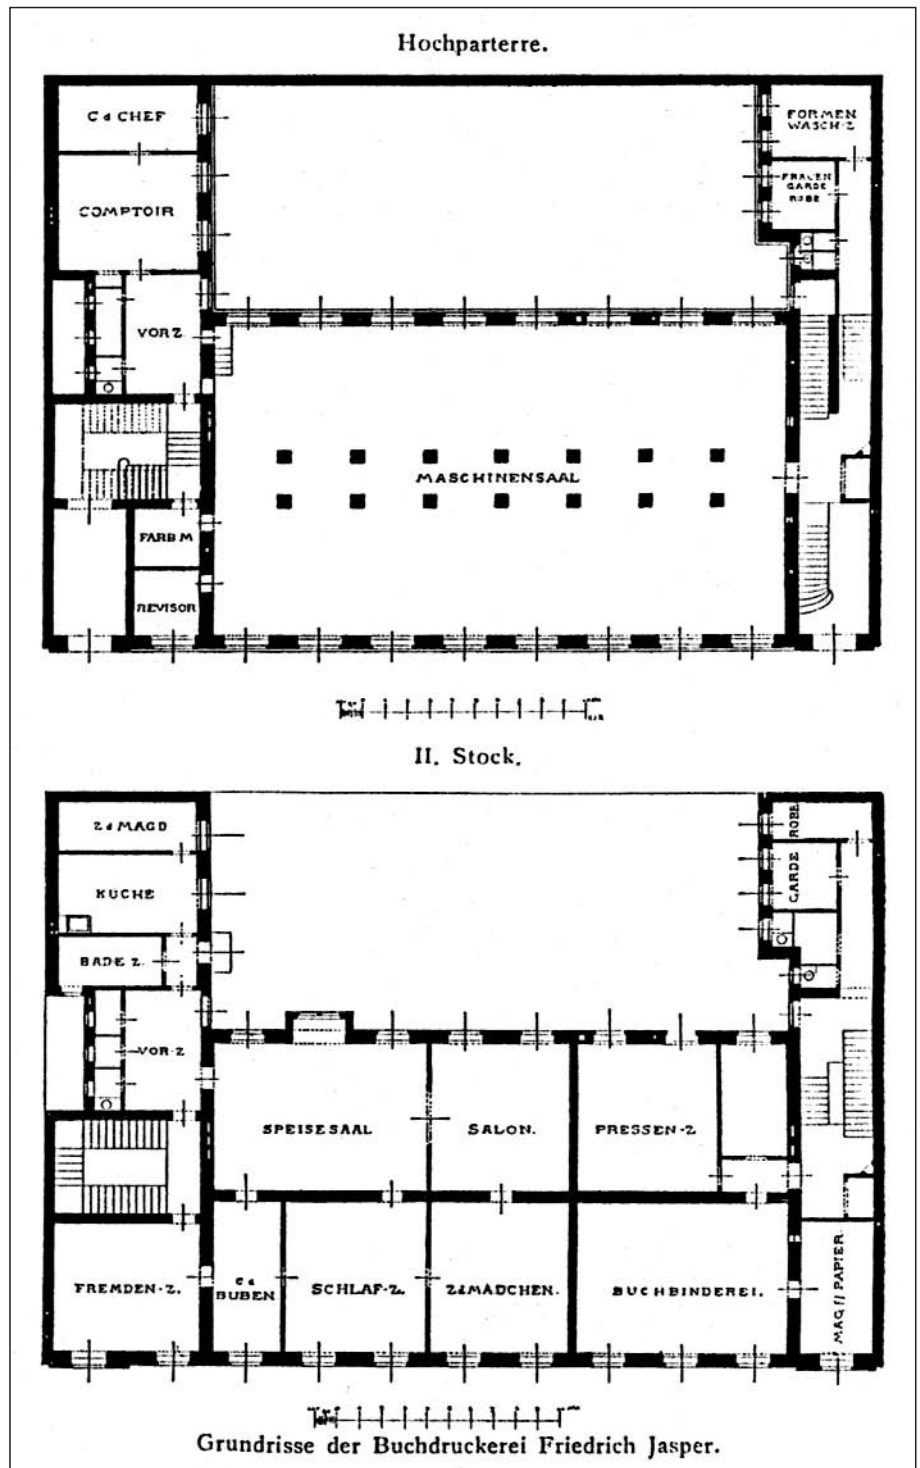 Hochparterre.
C d CHEF
FORMEN
WASCH-Z
FRAUEN
GARDE
ROBE
COMPTOIR
VOR Z
MASCHINENSAAL
FARB M
REVISOR
II. Stock.
Z d MAGD
ROBE
GARDE
KÜCHE
BADE Z.
VOR-Z
SPEISESAAL
SALON.
PRESSEN-Z
FREMDEN-Z.
C d
BUBEN
SCHLAF-Z.
Z d MÄDCHEN.
BUCHBINDEREI.
MAG f/ PAPIER.
Grundrisse der Buchdruckerei Friedrich Jasper.